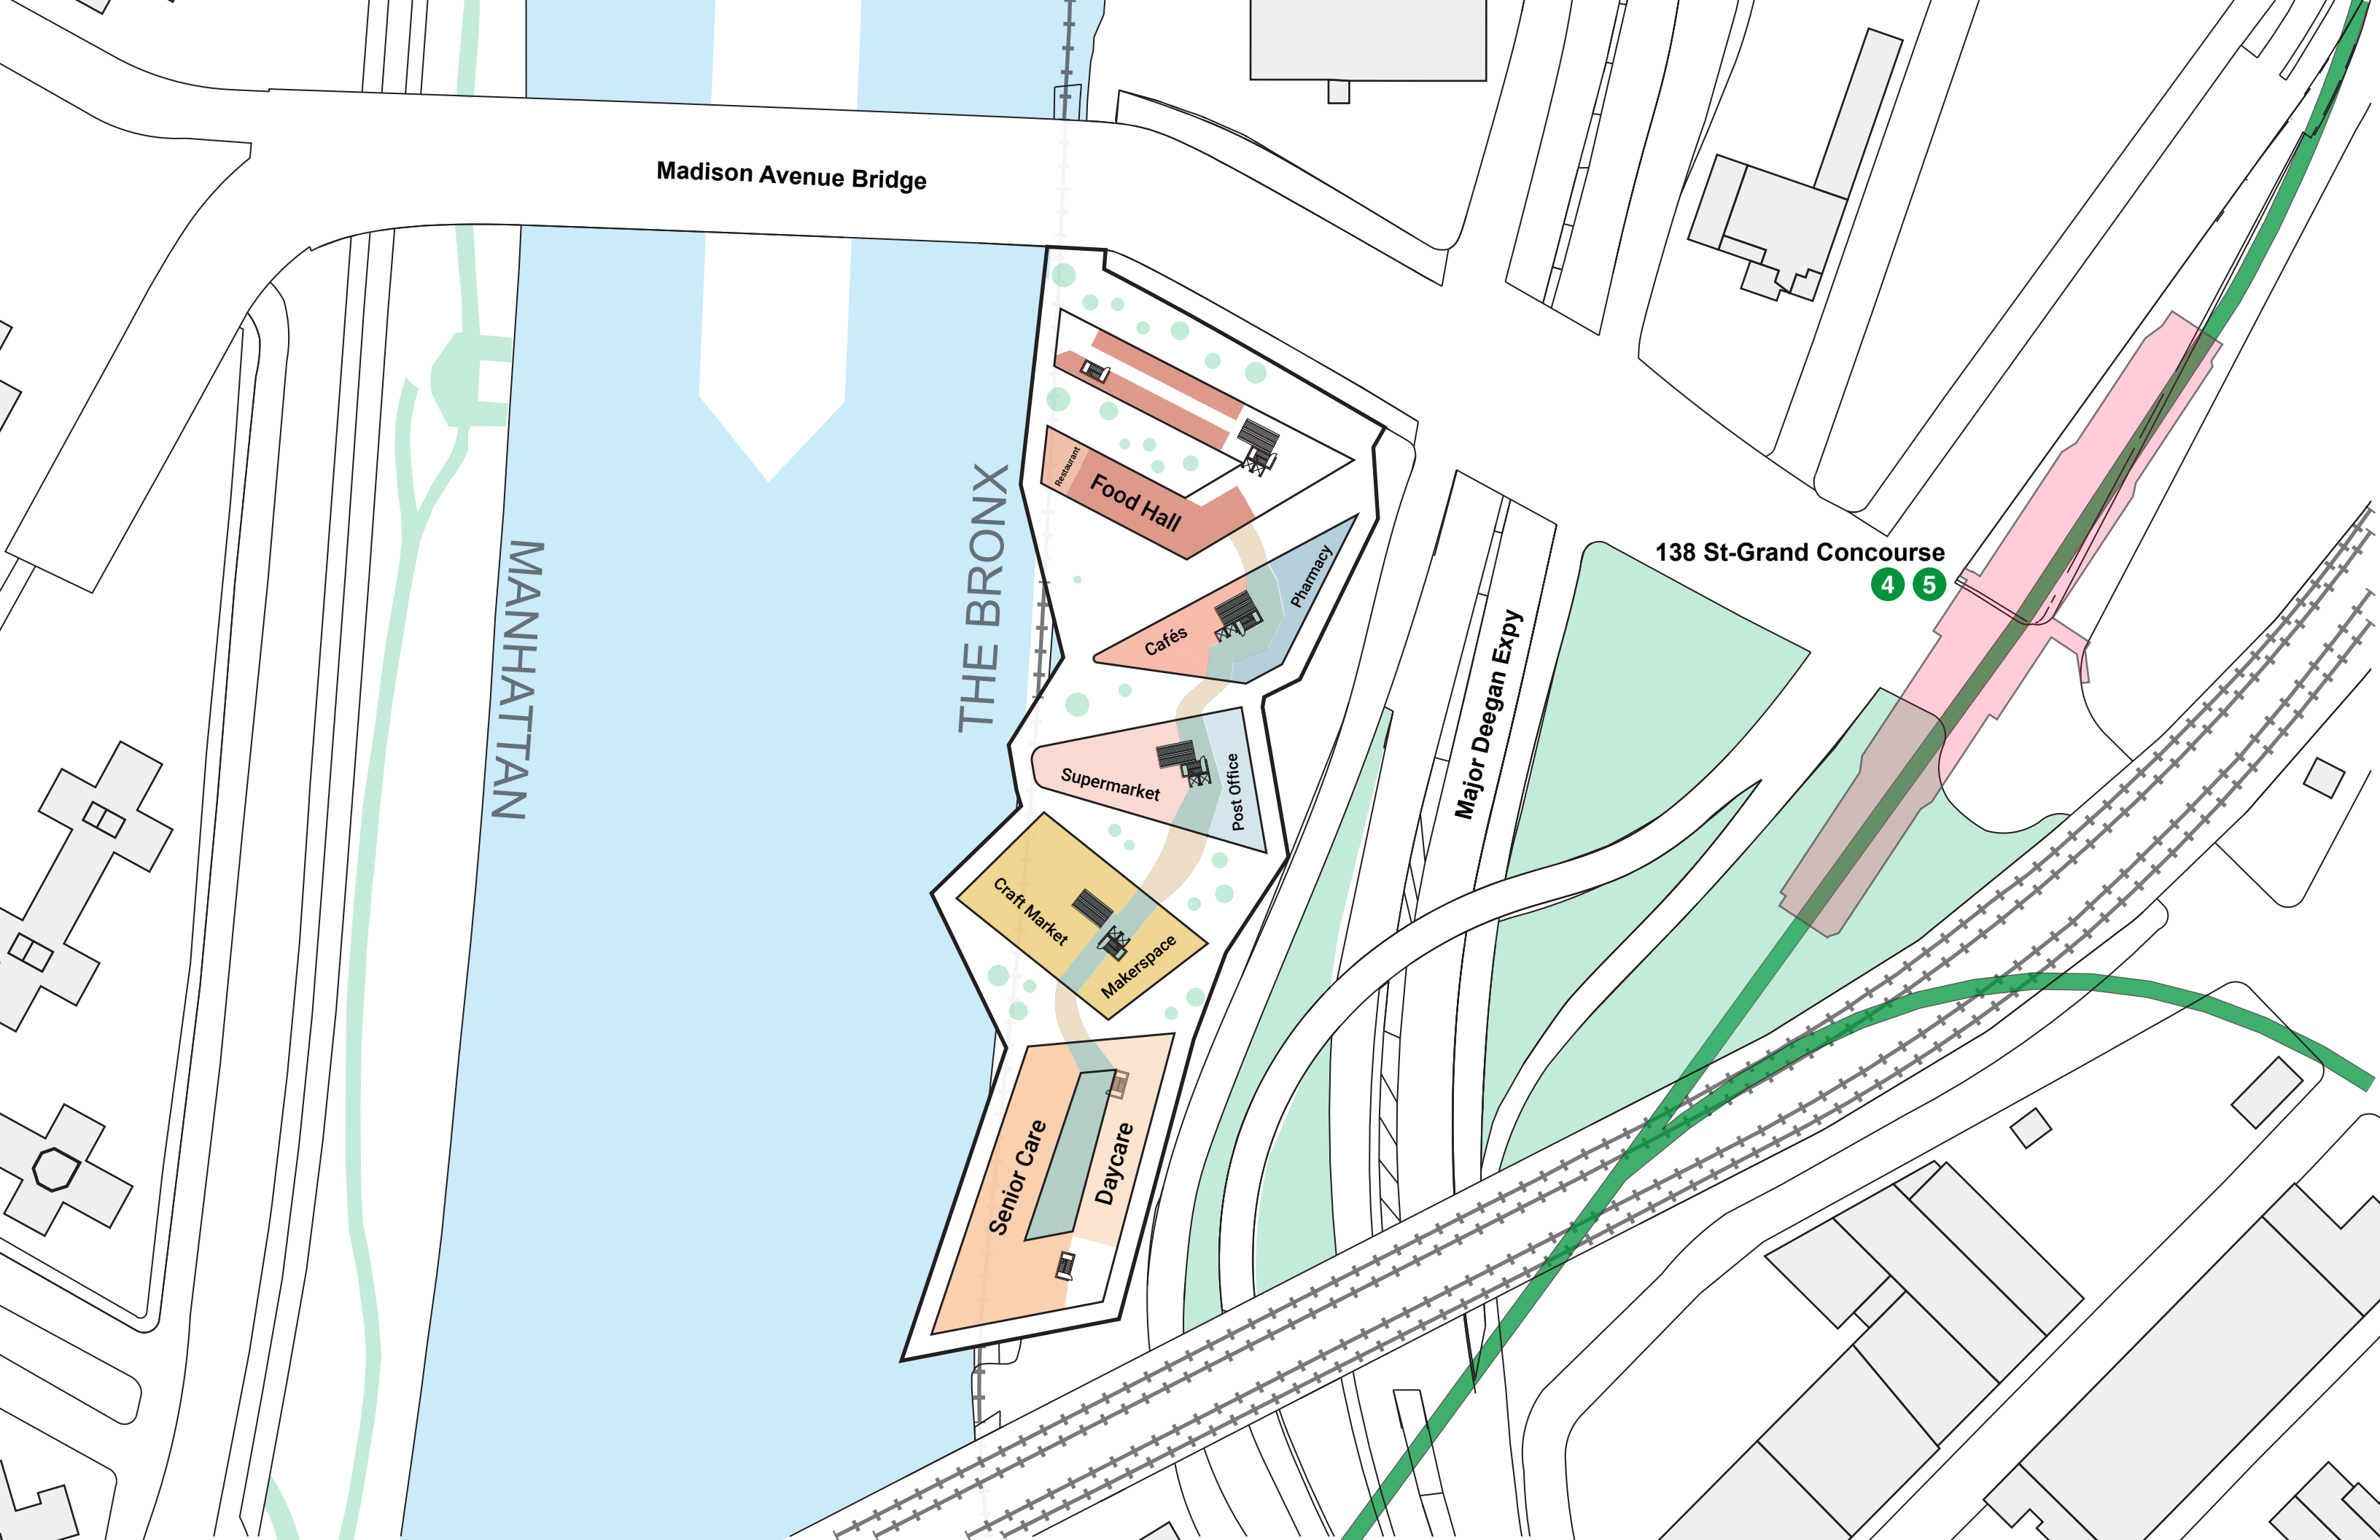 Madison Avenue Bridge
MANHATTAN
THE BRONX
Restaurant
Food Hall
Pharmacy
Cafés
138 St-Grand Concourse
4 5
Major Deegan Expy
Supermarket
Post Office
Craft Market
Makerspace
Senior Care
Daycare